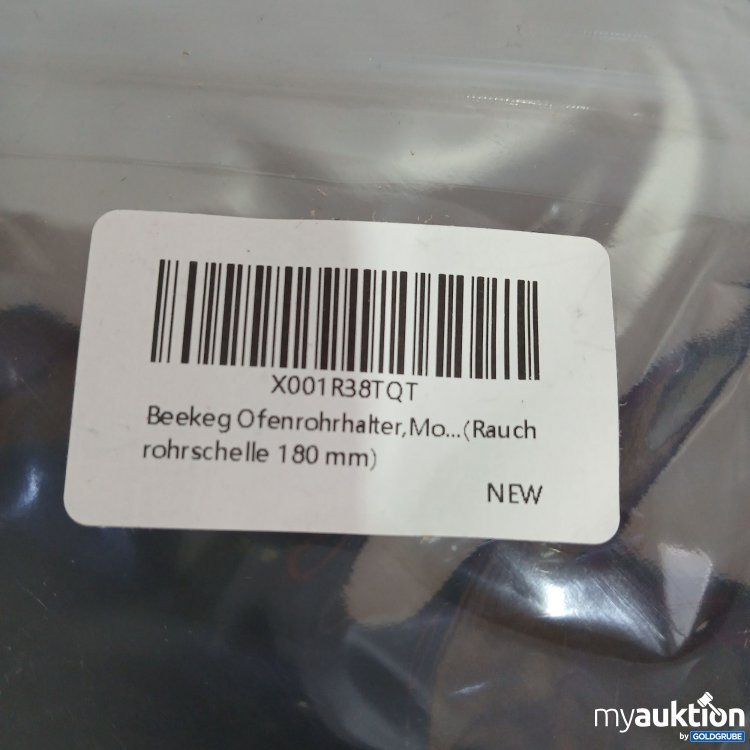 X001R38TQT
Beekeg Ofenrohrhalter,Mo...(Rauch
rohrschelle 180 mm)
NEW
myauktion
by GOLDGRUBE